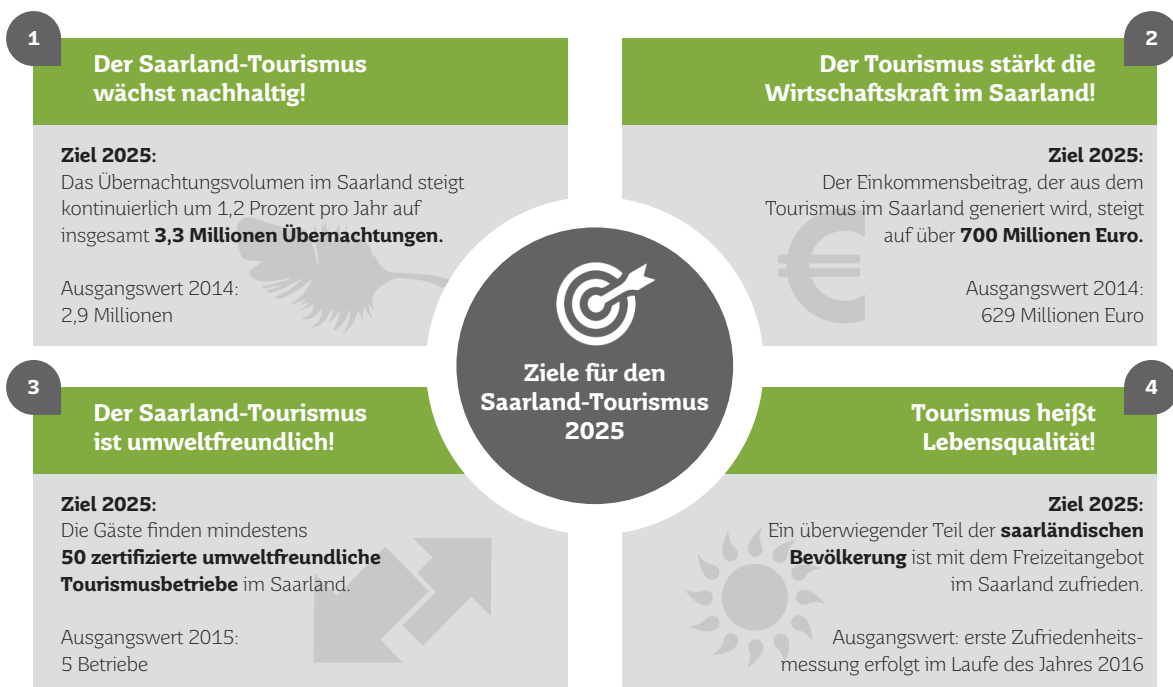 1
Der Saarland-Tourismus
wächst nachhaltig!
Ziel 2025:
Das Übernachtungsvolumen im Saarland steigt
kontinuierlich um 1,2 Prozent pro Jahr auf
insgesamt 3,3 Millionen Übernachtungen.
Ausgangswert 2014:
2,9 Millionen
2
Der Tourismus stärkt die
Wirtschaftskraft im Saarland!
Ziel 2025:
Der Einkommensbeitrag, der aus dem
Tourismus im Saarland generiert wird, steigt
auf über 700 Millionen Euro.
Ausgangswert 2014:
629 Millionen Euro
€
Ziele für den
Saarland-Tourismus
2025
3
Der Saarland-Tourismus
ist umweltfreundlich!
Ziel 2025:
Die Gäste finden mindestens
50 zertifizierte umweltfreundliche
Tourismusbetriebe im Saarland.
Ausgangswert 2015:
5 Betriebe
4
Tourismus heißt
Lebensqualität!
Ziel 2025:
Ein überwiegender Teil der saarländischen
Bevölkerung ist mit dem Freizeitangebot
im Saarland zufrieden.
Ausgangswert: erste Zufriedenheits-
messung erfolgt im Laufe des Jahres 2016